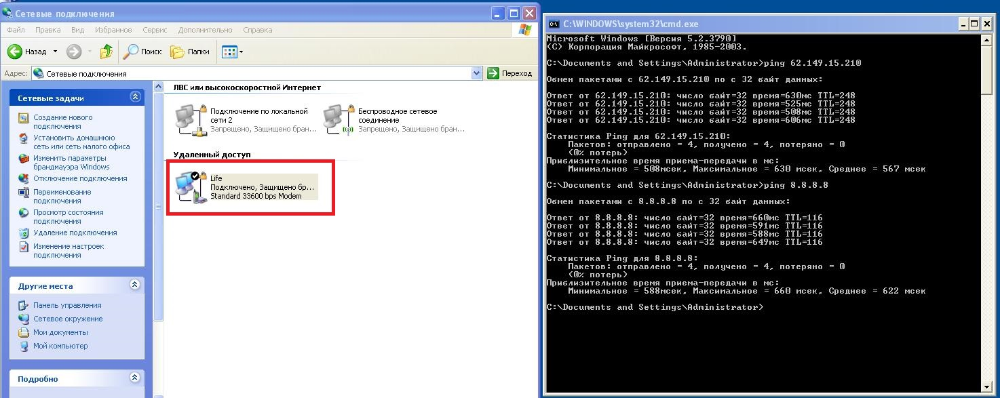 Сетевые подключения
Файл Правка Вид Избранное Сервис Дополнительно Справка
Назад Поиск Папки
Адрес: Сетевые подключения Переход
Сетевые задачи
Создание нового
подключения
Установить домашнюю
сеть или сеть малого офиса
Изменить параметры
брандмауэра Windows
Отключение подключения
Переименование
подключения
Просмотр состояния
подключения
Удаление подключения
Изменение настроек
подключения
Другие места
Панель управления
Сетевое окружение
Мои документы
Мой компьютер
Подробно
ЛВС или высокоскоростной Интернет
Подключение по локальной
сети 2
Запрещено, Защищено бран...
Беспроводное сетевое
соединение
Запрещено, Защищено бран...
Удаленный доступ
Life
Подключено, Защищено бр...
Standard 33600 bps Modem
C:\WINDOWS\system32\cmd.exe
Microsoft Windows [Версия 5.2.3790]
(С) Корпорация Майкрософт, 1985-2003.
C:\Documents and Settings\Administrator>ping 62.149.15.210
Обмен пакетами с 62.149.15.210 по с 32 байт данных:
Ответ от 62.149.15.210: число байт=32 время=630мс TTL=248
Ответ от 62.149.15.210: число байт=32 время=525мс TTL=248
Ответ от 62.149.15.210: число байт=32 время=508мс TTL=248
Ответ от 62.149.15.210: число байт=32 время=606мс TTL=248
Статистика Ping для 62.149.15.210:
Пакетов: отправлено = 4, получено = 4, потеряно = 0
(0% потерь)
Приблизительное время приема-передачи в мс:
Минимальное = 508мсек, Максимальное = 630 мсек, Среднее = 567 мсек
C:\Documents and Settings\Administrator>ping 8.8.8.8
Обмен пакетами с 8.8.8.8 по с 32 байт данных:
Ответ от 8.8.8.8: число байт=32 время=660мс TTL=116
Ответ от 8.8.8.8: число байт=32 время=591мс TTL=116
Ответ от 8.8.8.8: число байт=32 время=588мс TTL=116
Ответ от 8.8.8.8: число байт=32 время=649мс TTL=116
Статистика Ping для 8.8.8.8:
Пакетов: отправлено = 4, получено = 4, потеряно = 0
(0% потерь)
Приблизительное время приема-передачи в мс:
Минимальное = 588мсек, Максимальное = 660 мсек, Среднее = 622 мсек
C:\Documents and Settings\Administrator>